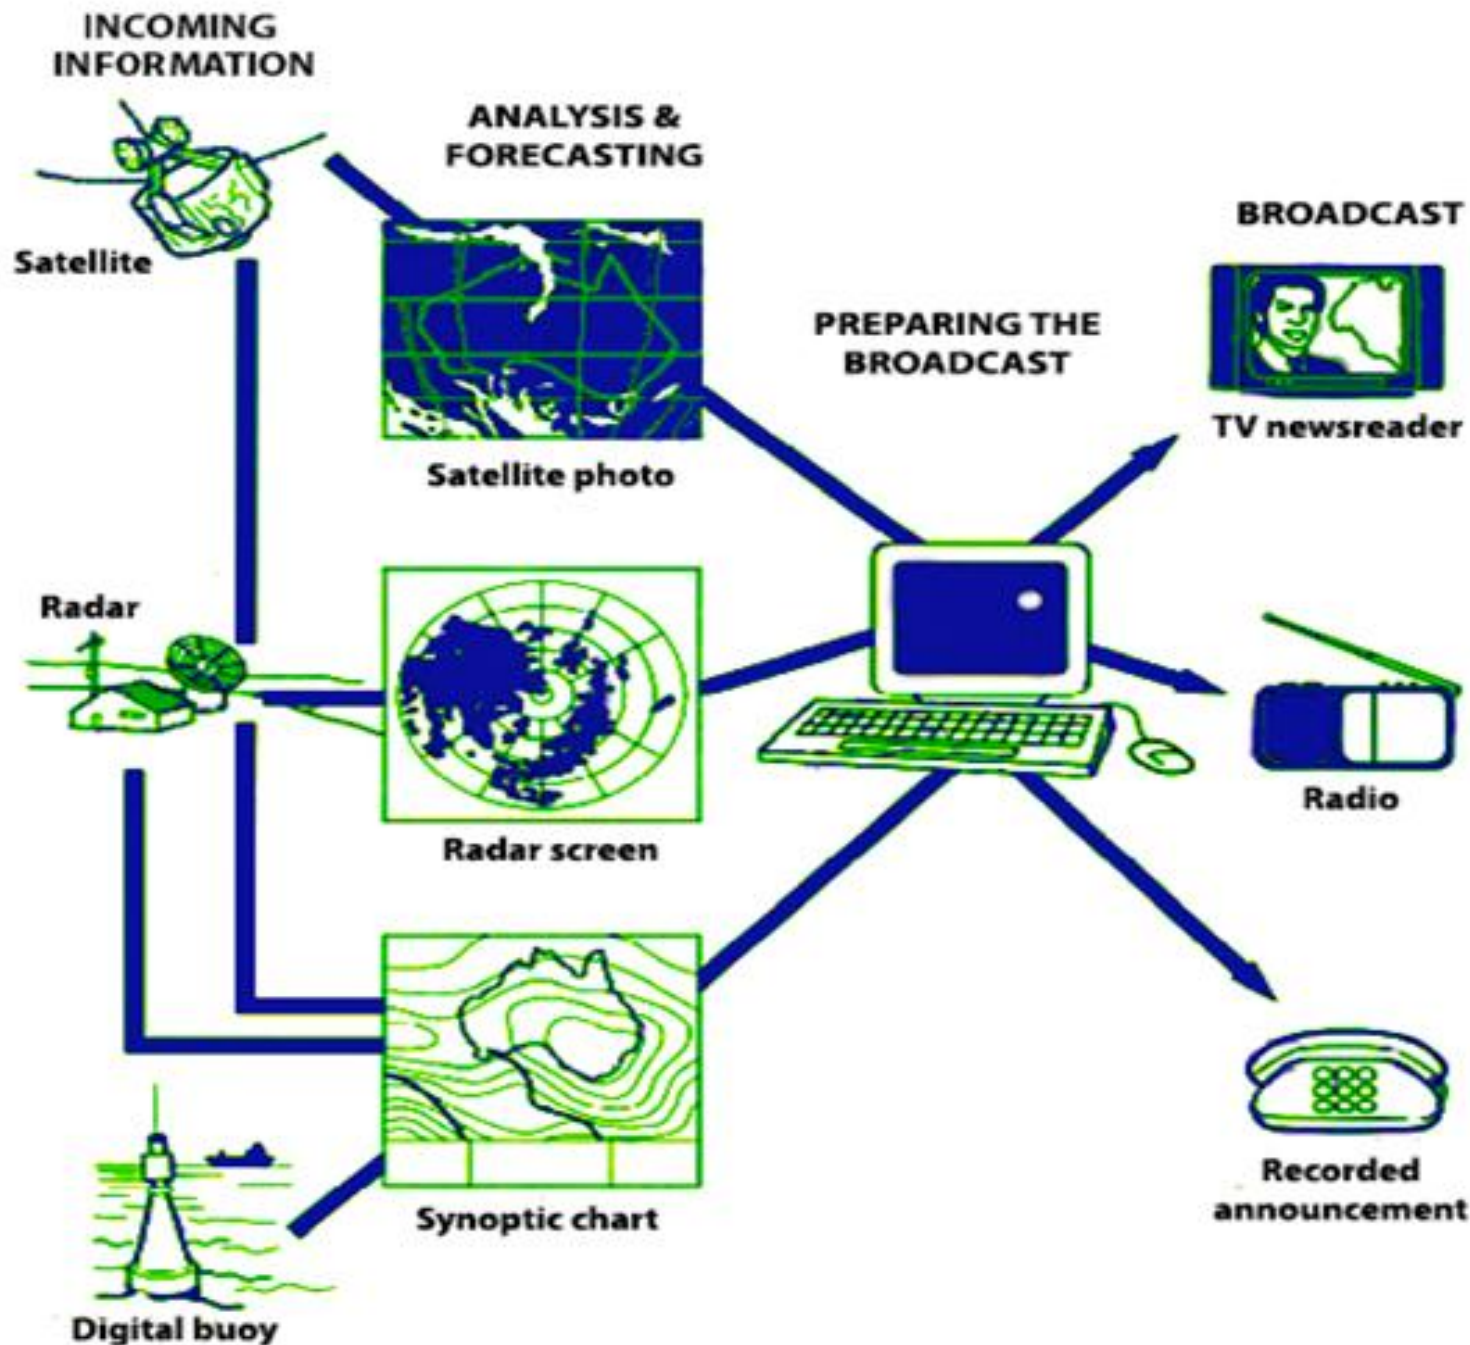 INCOMING
INFORMATION
ANALYSIS &
FORECASTING
BROADCAST
Satellite
PREPARING THE
BROADCAST
TV newsreader
Satellite photo
Radar
Radio
Radar screen
Recorded
announcement
Synoptic chart
Digital buoy